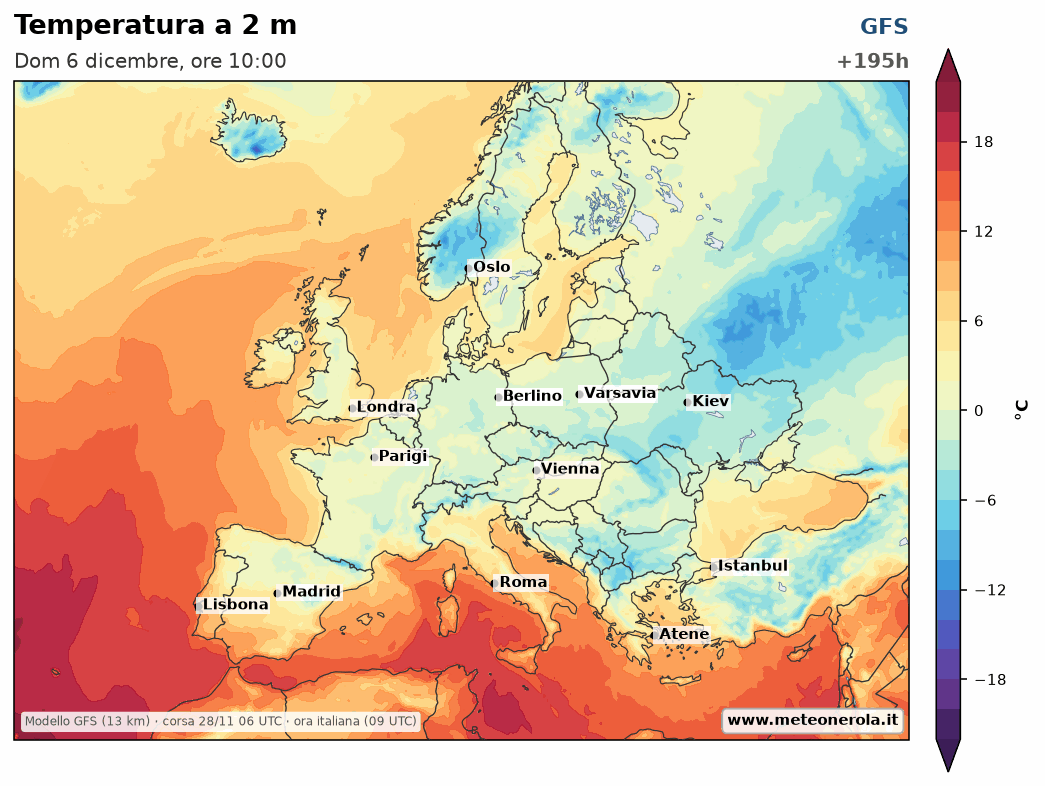 Temperatura a 2 m
GFS
Dom 6 dicembre, ore 10:00
+195h
Oslo
Londra
Berlino
Varsavia
Kiev
Parigi
Vienna
Madrid
Lisbona
Roma
Istanbul
Atene
18
12
6
0
−6
−12
−18
°C
Modello GFS (13 km) · corsa 28/11 06 UTC · ora italiana (09 UTC)
www.meteonerola.it